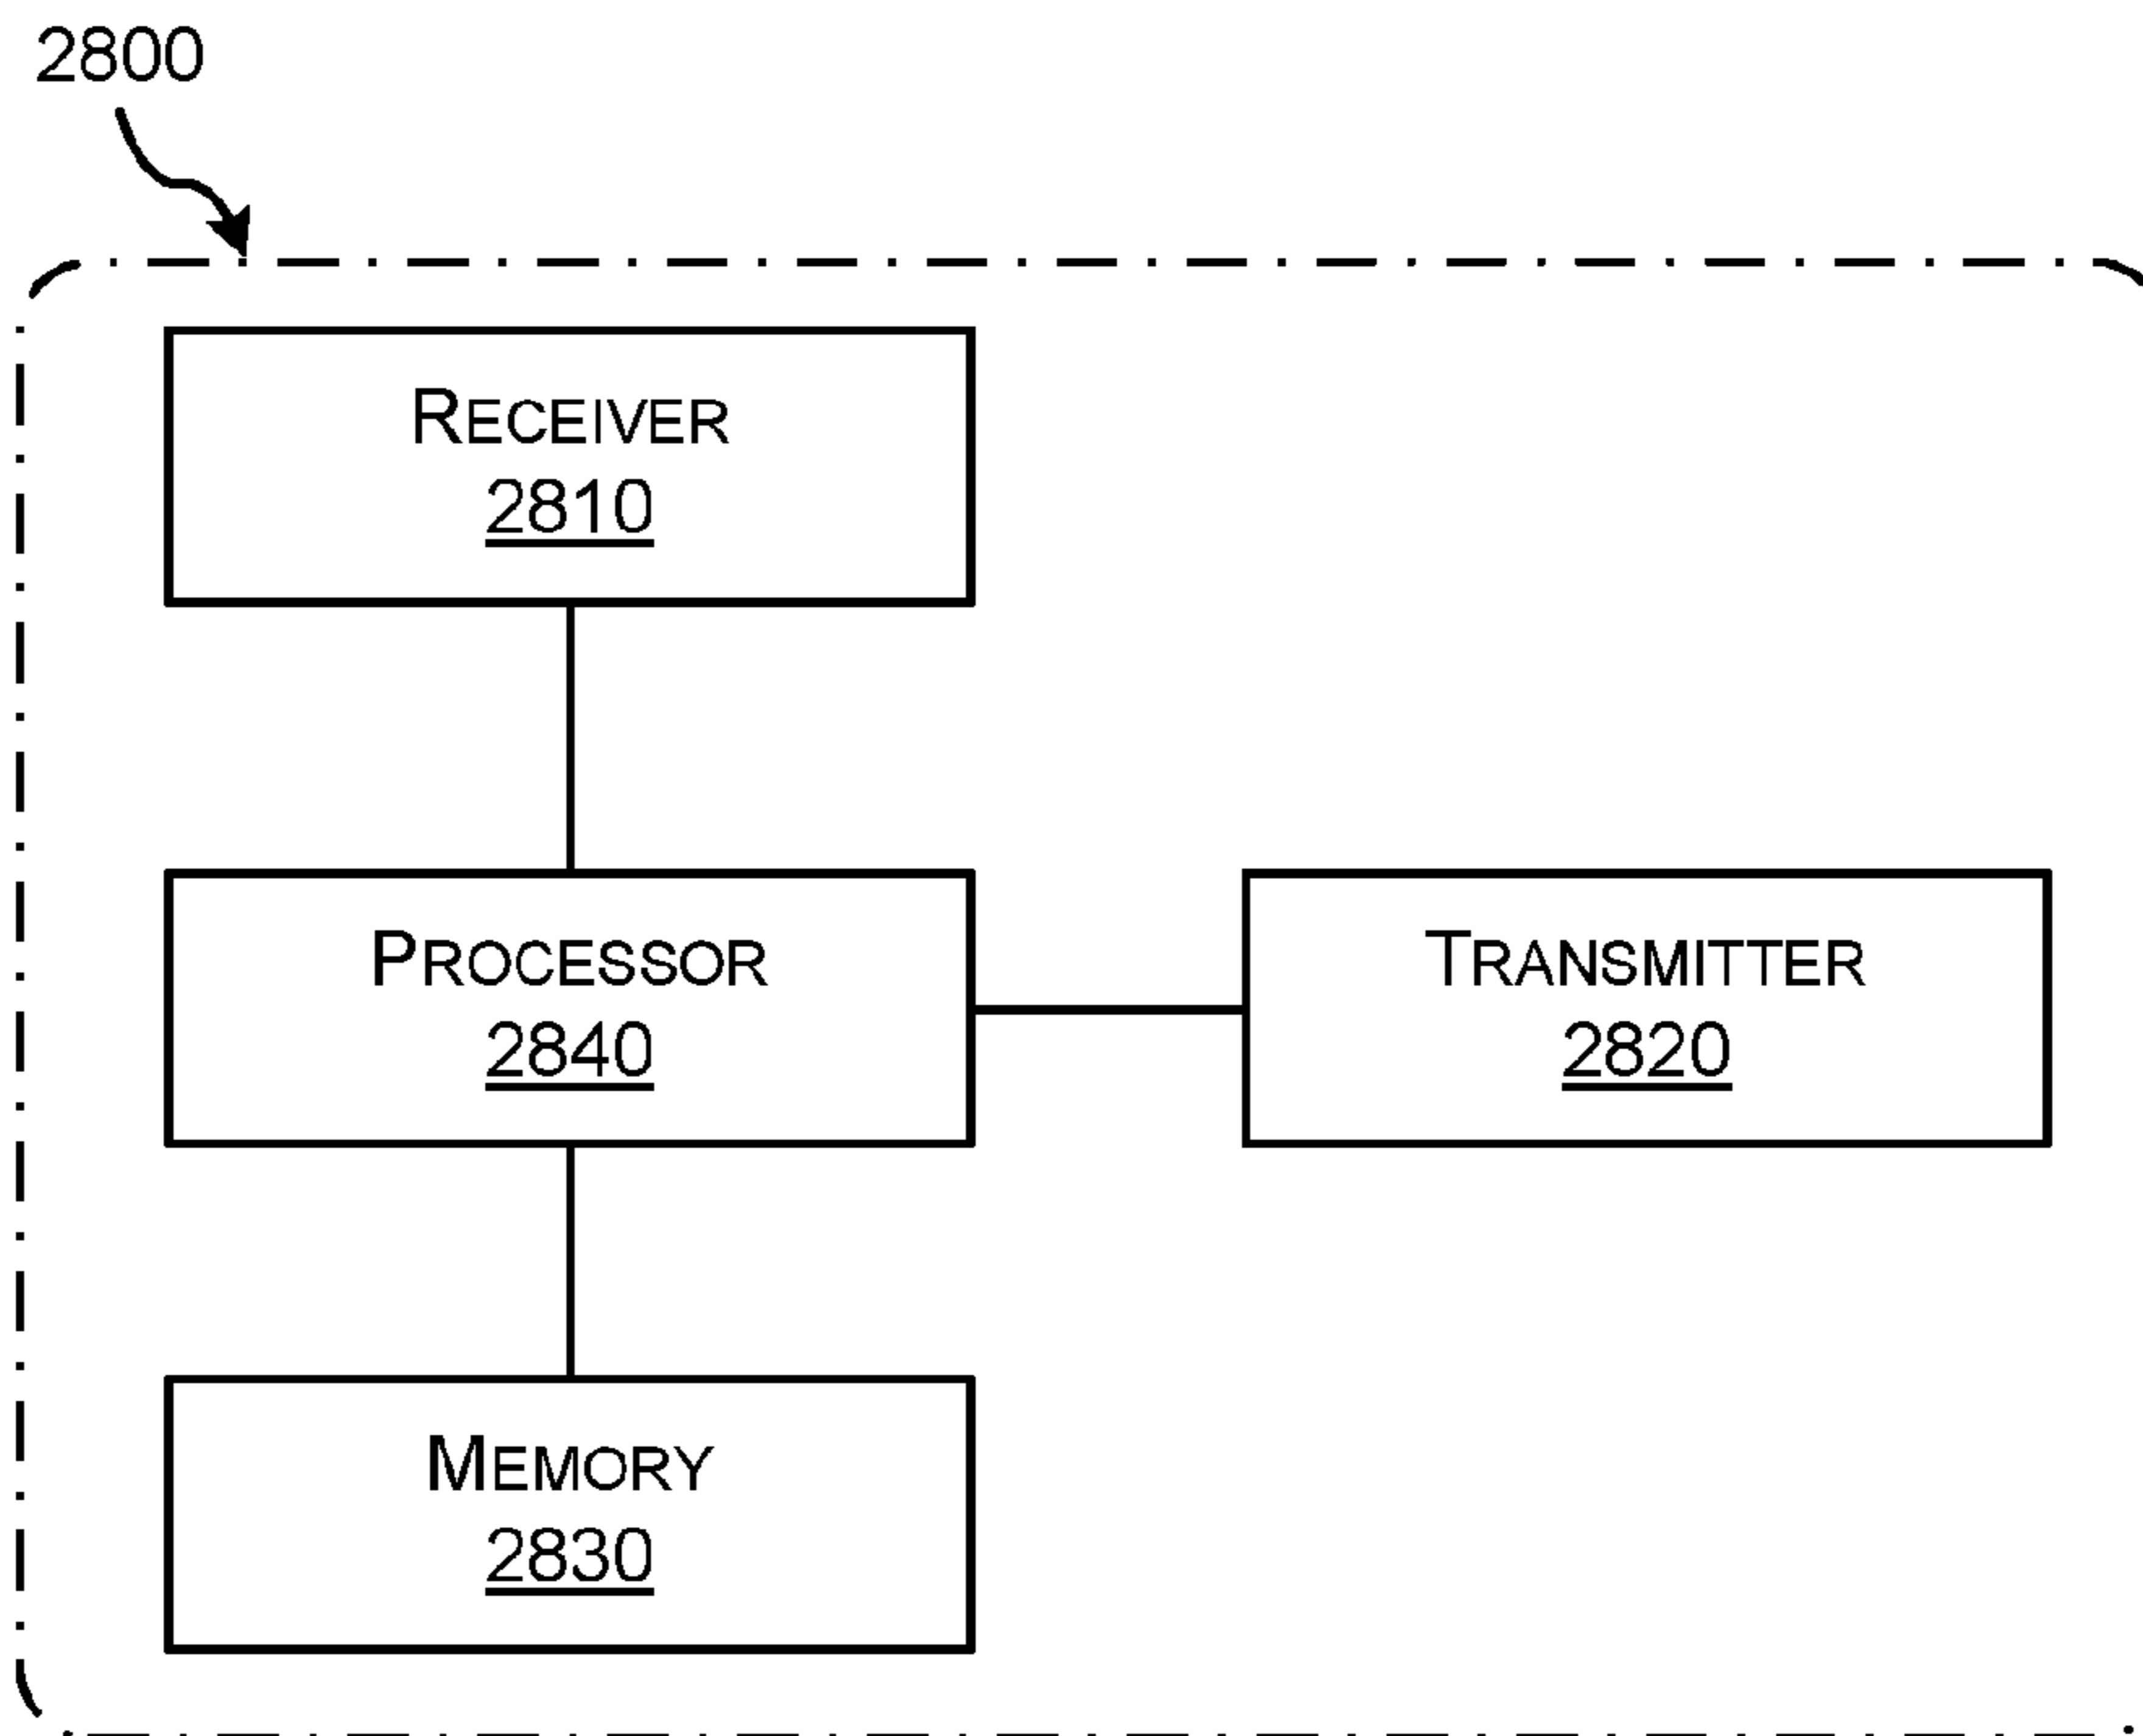 2800
RECEIVER
2810
PROCESSOR
2840
TRANSMITTER
2820
MEMORY
2830